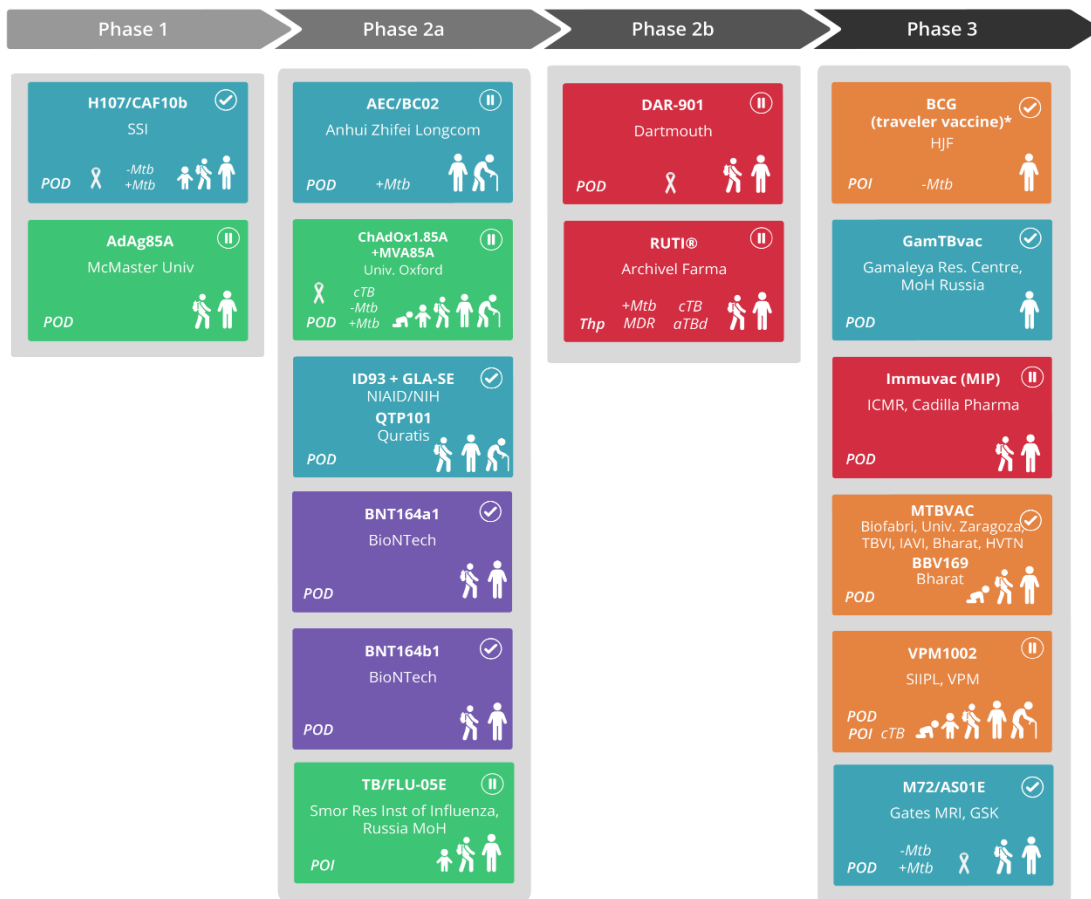 Phase 1
Phase 2a
Phase 2b
Phase 3
H107/CAF10b
SSI
-Mtb
POD
+Mtb
AdAg85A
McMaster Univ
POD
AEC/BC02
Anhui Zhifei Longcom
POD
+Mtb
ChAdOx1.85A
+MVA85A
Univ. Oxford
cTB
-Mtb
POD
+Mtb
ID93 + GLA-SE
NIAID/NIH
QTP101
Quratis
POD
BNT164a1
BioNTech
POD
BNT164b1
BioNTech
POD
TB/FLU-05E
Smor Res Inst of Influenza,
Russia MoH
POI
DAR-901
Dartmouth
POD
RUTI®
Archivel Farma
+Mtb cTB
Thp MDR aTBd
BCG
(traveler vaccine)*
HJF
POI -Mtb
GamTBvac
Gamaleya Res. Centre,
MoH Russia
POD
Immuvac (MIP)
ICMR, Cadilla Pharma
POD
MTBVAC
Biofabri, Univ. Zaragoza,
TBVI, IAVI, Bharat, HVTN
BBV169
Bharat
POD
VPM1002
SIIPL, VPM
POD
POI cTB
M72/AS01E
Gates MRI, GSK
-Mtb
POD +Mtb